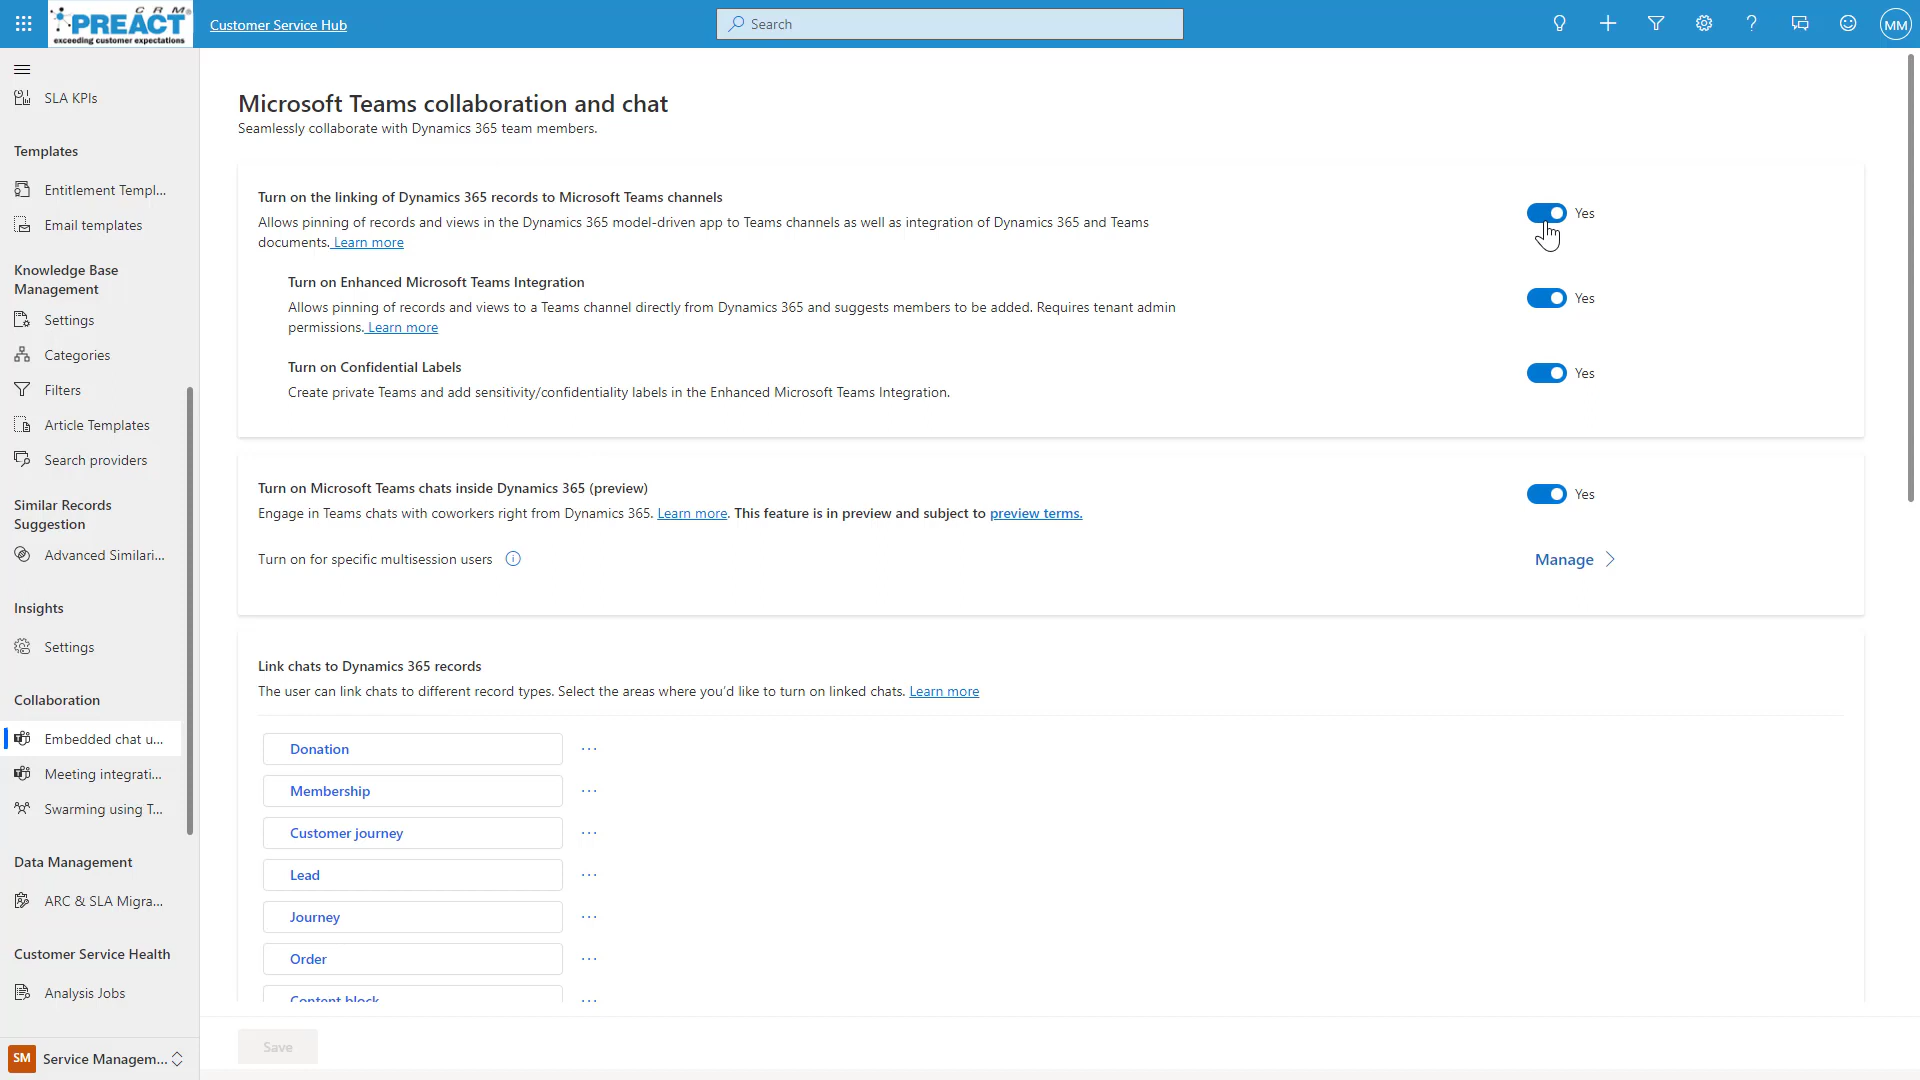 CRM
PREACT
exceeding customer expectations
Customer Service Hub
Search
MM
SLA KPIs
Templates
Entitlement Templ...
Email templates
Knowledge Base
Management
Settings
Categories
Filters
Article Templates
Search providers
Similar Records
Suggestion
Advanced Similari...
Insights
Settings
Collaboration
Embedded chat u...
Meeting integrati...
Swarming using T...
Data Management
ARC & SLA Migra...
Customer Service Health
Analysis Jobs
SM Service Managem...
Microsoft Teams collaboration and chat
Seamlessly collaborate with Dynamics 365 team members.
Turn on the linking of Dynamics 365 records to Microsoft Teams channels
Allows pinning of records and views in the Dynamics 365 model-driven app to Teams channels as well as integration of Dynamics 365 and Teams
documents. Learn more
Yes
Turn on Enhanced Microsoft Teams Integration
Allows pinning of records and views to a Teams channel directly from Dynamics 365 and suggests members to be added. Requires tenant admin
permissions. Learn more
Yes
Turn on Confidential Labels
Create private Teams and add sensitivity/confidentiality labels in the Enhanced Microsoft Teams Integration.
Yes
Turn on Microsoft Teams chats inside Dynamics 365 (preview)
Engage in Teams chats with coworkers right from Dynamics 365. Learn more. This feature is in preview and subject to preview terms.
Yes
Turn on for specific multisession users
Manage
Link chats to Dynamics 365 records
The user can link chats to different record types. Select the areas where you'd like to turn on linked chats. Learn more
Donation ...
Membership ...
Customer journey ...
Lead ...
Journey ...
Order ...
Content block ...
Save